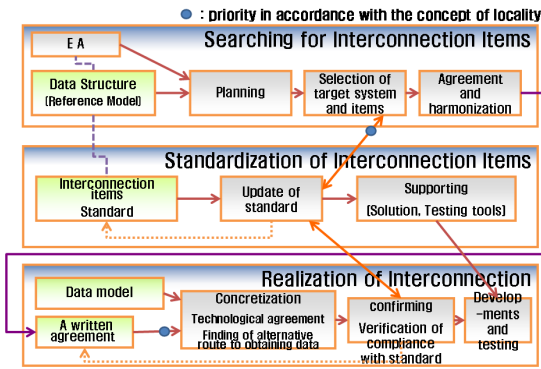 : priority in accordance with the concept of locality
Searching for Interconnection Items
E A
Data Structure
(Reference Model)
Planning
Selection of
target system
and items
Agreement
and
harmonization
Standardization of Interconnection Items
Interconnection
items
Standard
Update of
standard
Supporting
(Solution, Testing tools)
Realization of Interconnection
Data model
A written
agreement
Concretization
Technological agreement
Finding of alternative
route to obtaining data
confirming
Verification of
compliance
with standard
Develop
-ments
and
testing